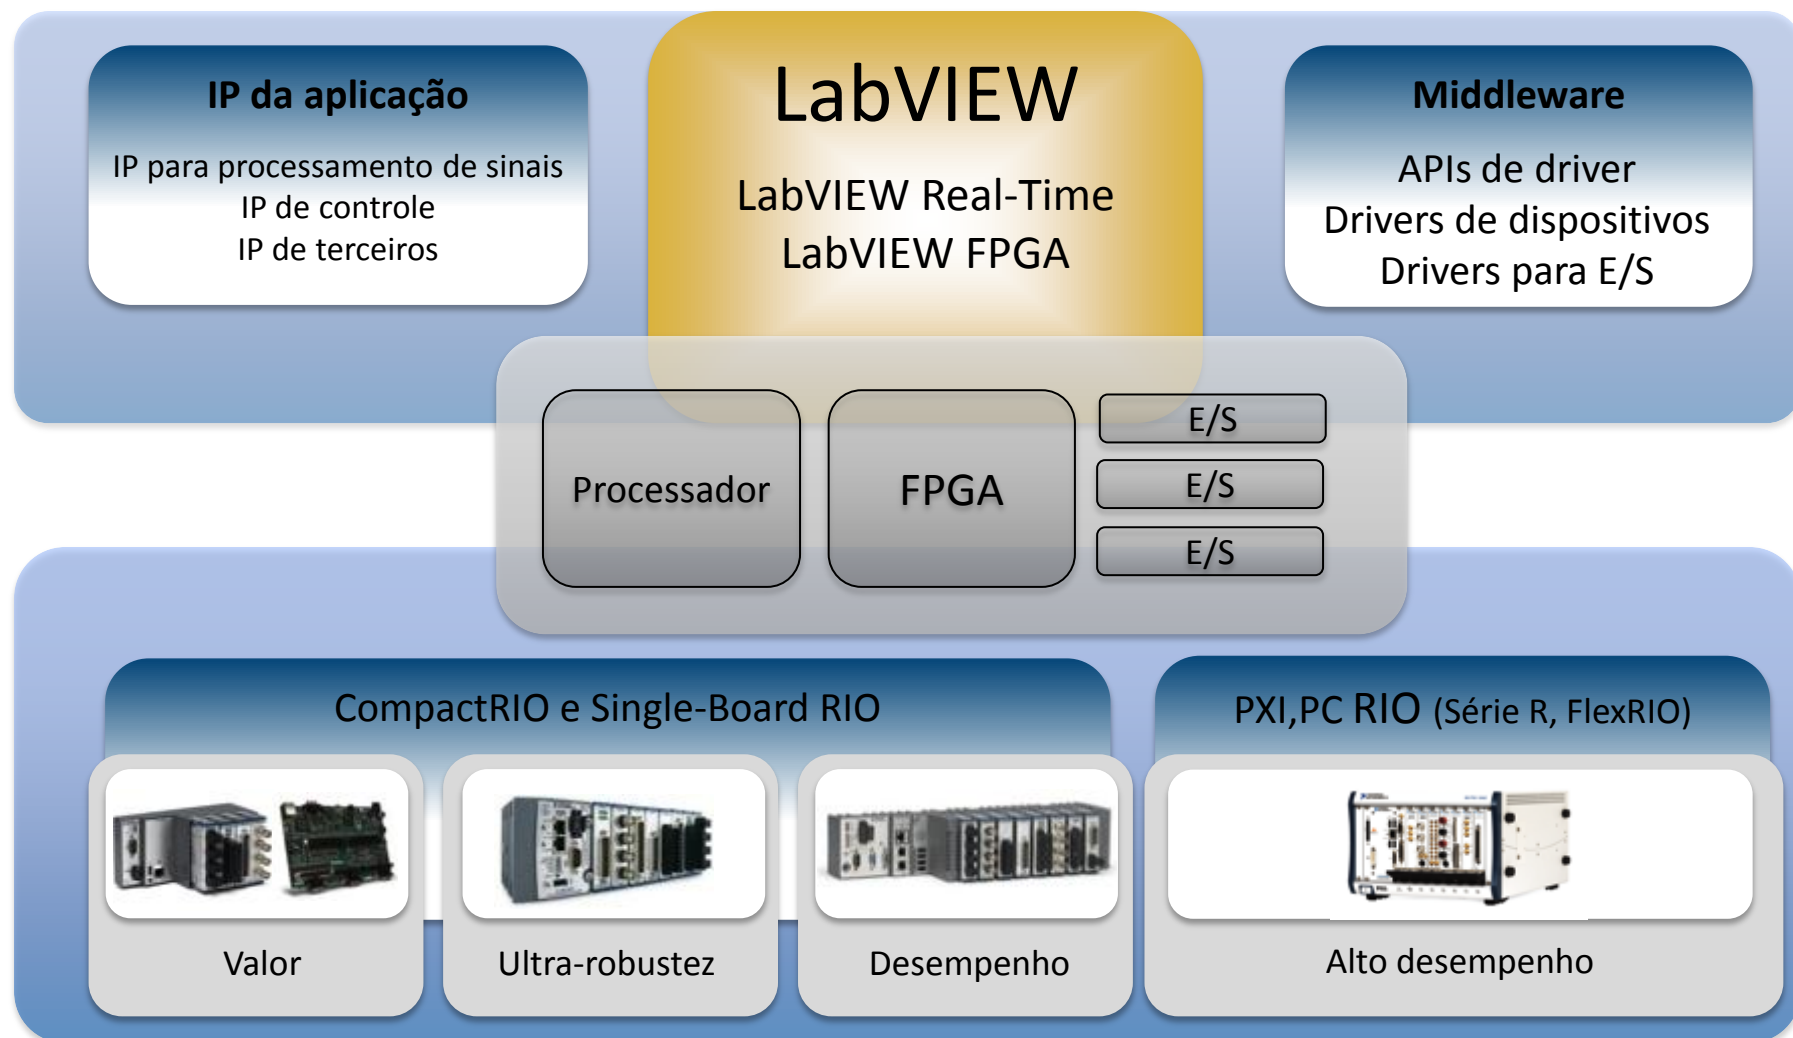 IP da aplicação
IP para processamento de sinais
IP de controle
IP de terceiros
LabVIEW
LabVIEW Real-Time
LabVIEW FPGA
Middleware
APIs de driver
Drivers de dispositivos
Drivers para E/S
Processador
FPGA
E/S
E/S
E/S
CompactRIO e Single-Board RIO
PXI,PC RIO (Série R, FlexRIO)
Valor
Ultra-robustez
Desempenho
Alto desempenho